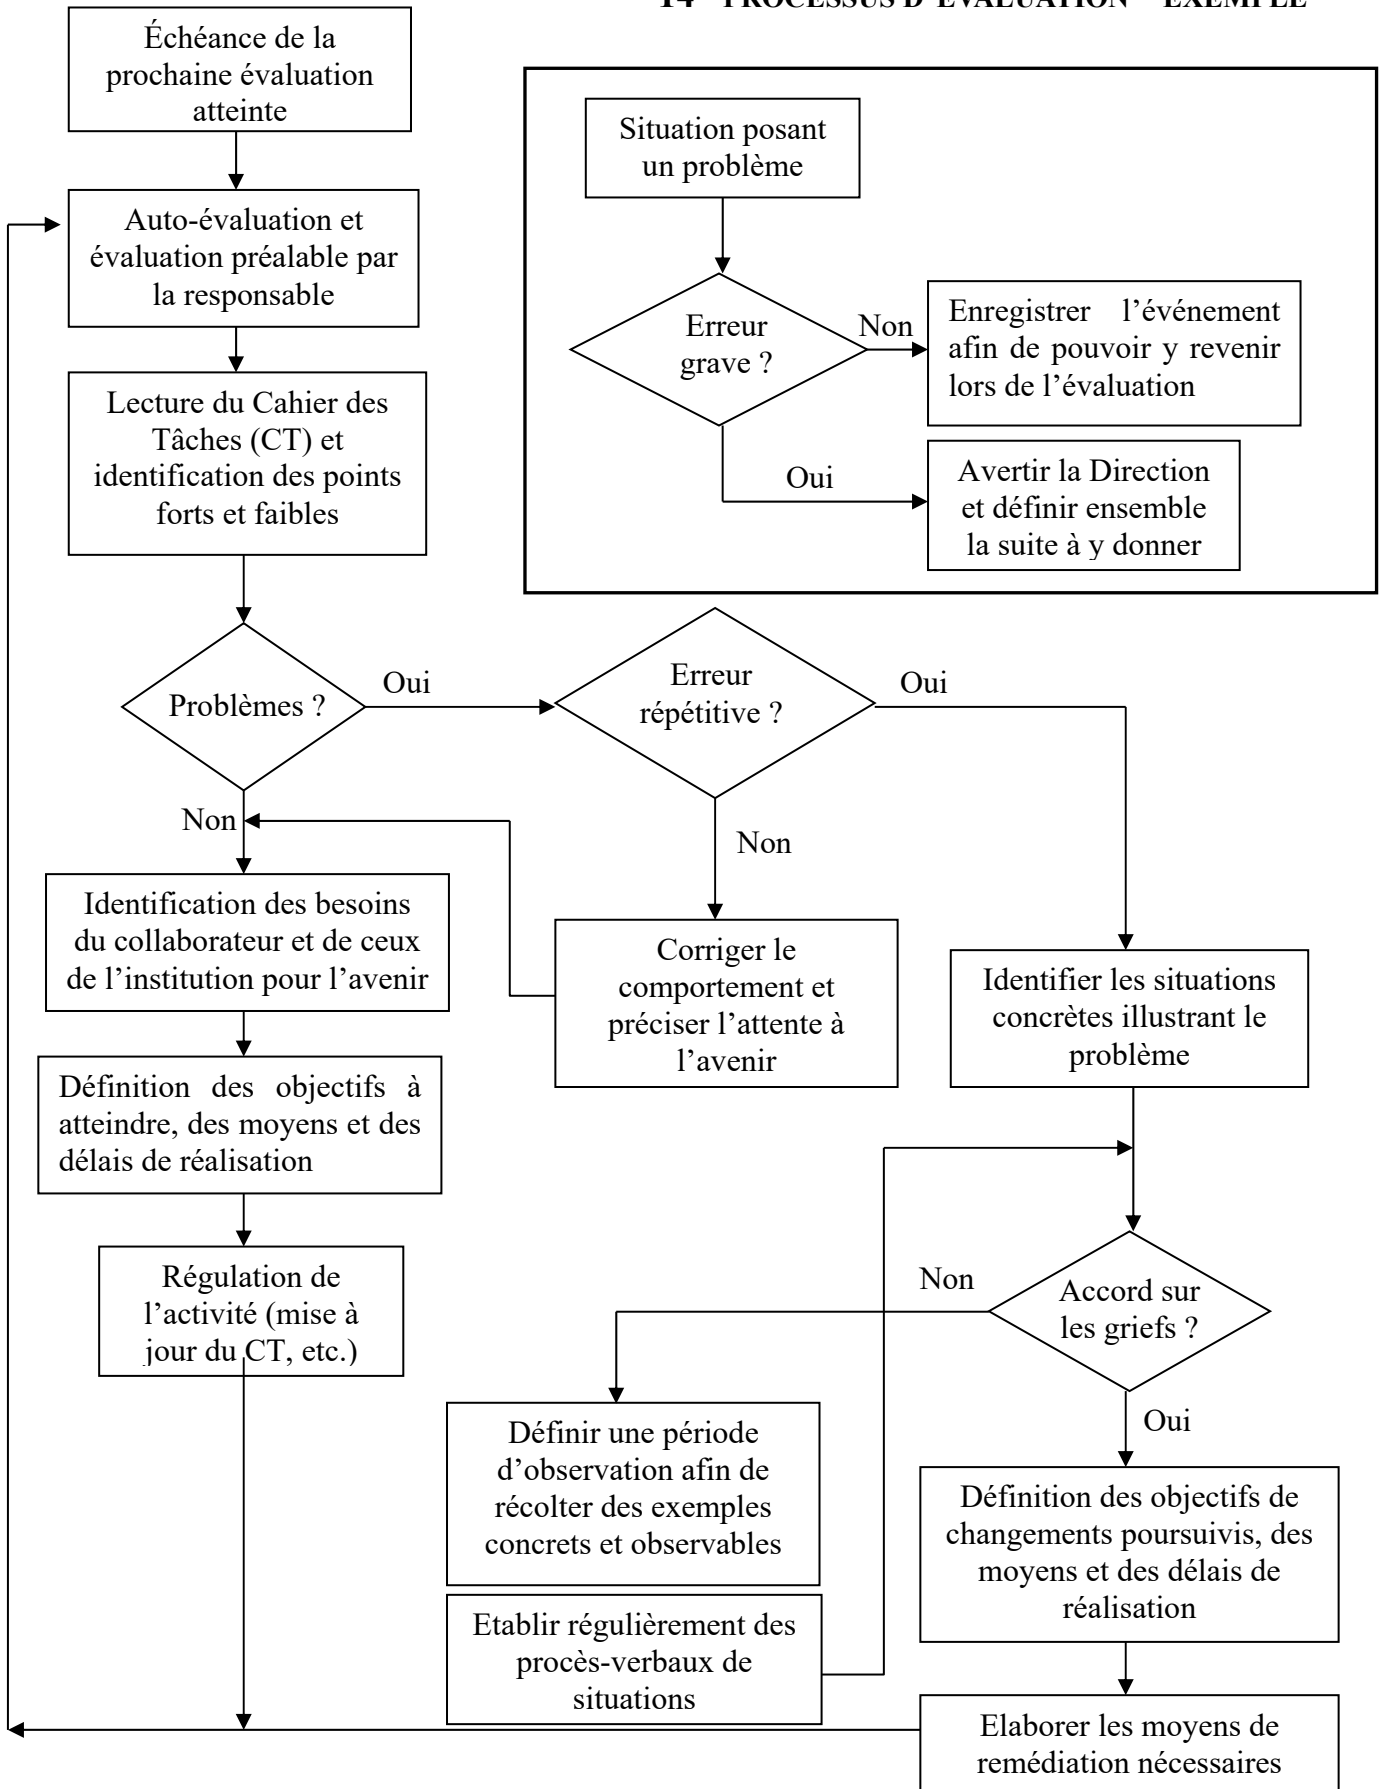 14 PROCESSUS D’ÉVALUATION EXEMPLE
Échéance de la
prochaine évaluation
atteinte
Auto-évaluation et
évaluation préalable par
la responsable
Lecture du Cahier des
Tâches (CT) et
identification des points
forts et faibles
Situation posant
un problème
Erreur
grave ?
Non
Enregistrer l’événement
afin de pouvoir y revenir
lors de l’évaluation
Oui
Avertir la Direction
et définir ensemble
la suite à y donner
Problèmes ?
Oui
Erreur
répétitive ?
Oui
Non
Non
Identification des besoins
du collaborateur et de ceux
de l’institution pour l’avenir
Corriger le
comportement et
préciser l’attente à
l’avenir
Identifier les situations
concrètes illustrant le
problème
Définition des objectifs à
atteindre, des moyens et des
délais de réalisation
Régulation de
l’activité (mise à
jour du CT, etc.)
Non
Accord sur
les griefs ?
Oui
Définir une période
d’observation afin de
récolter des exemples
concrets et observables
Définition des objectifs de
changements poursuivis, des
moyens et des délais de
réalisation
Etablir régulièrement des
procès-verbaux de
situations
Elaborer les moyens de
remédiation nécessaires